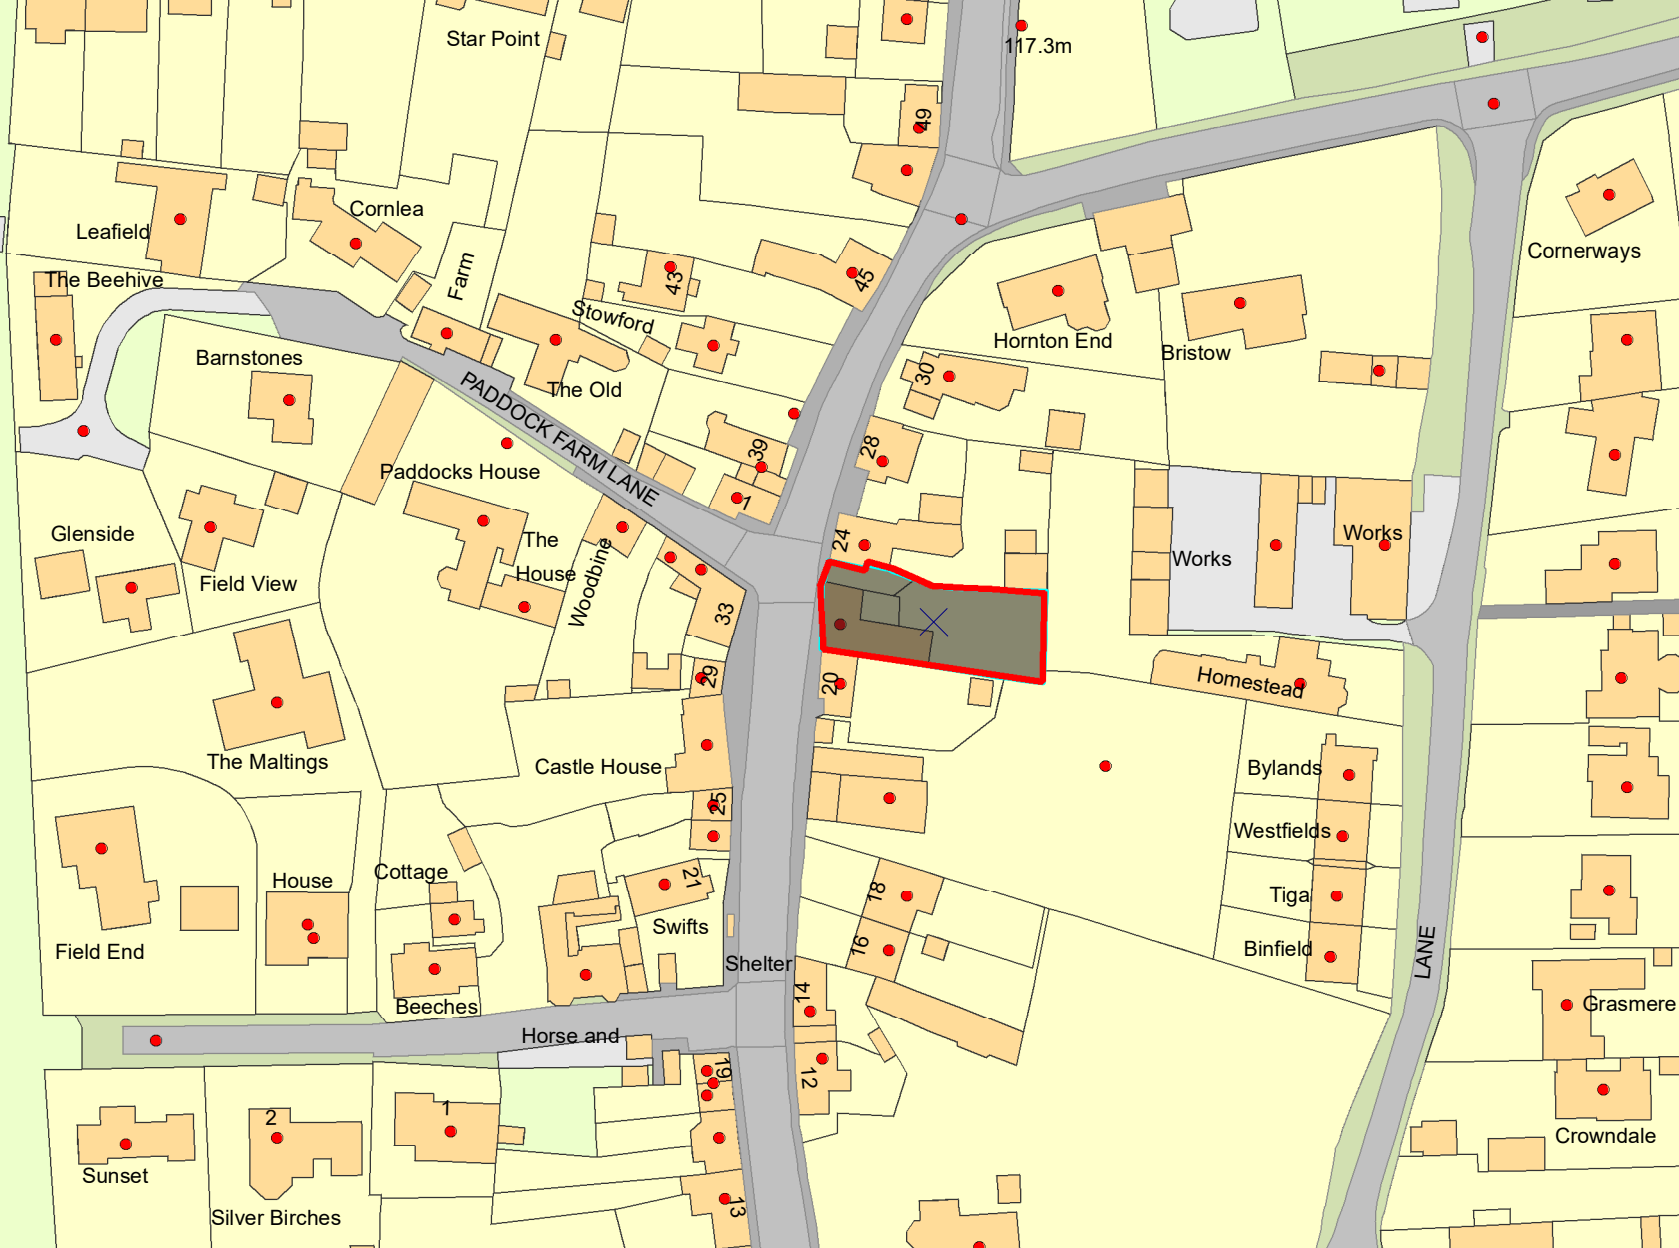 Star Point
117.3m
49
Cornlea
Leafield
Cornerways
The Beehive
Farm
43
45
Stowford
Hornton End
Bristow
Barnstones
The Old
30
PADDOCK FARM LANE
39
28
Paddocks House
1
Glenside
The
House
24
Works
Works
Field View
Woodbine
33
29
20
Homestead
The Maltings
Castle House
Bylands
25
Westfields
Cottage
House
21
18
Tiga
Swifts
16
Binfield
LANE
Field End
Shelter
14
Beeches
Grasmere
Horse and
19
12
2
1
Crowndale
Sunset
13
Silver Birches